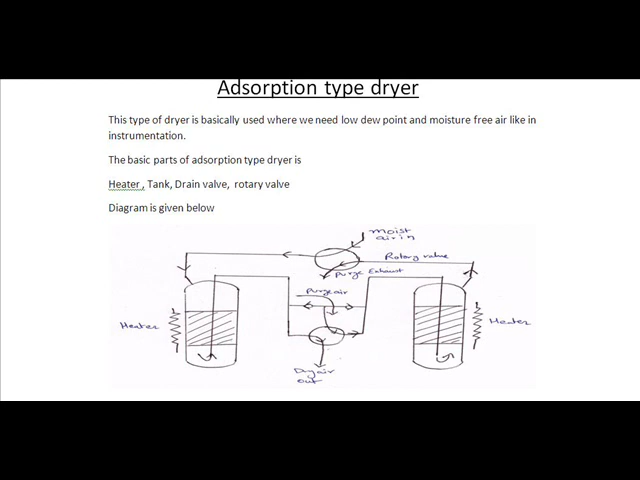 Adsorption type dryer
This type of dryer is basically used where we need low dew point and moisture free air like in
instrumentation.
The basic parts of adsorption type dryer is
Heater , Tank, Drain valve,  rotary valve
Diagram is given below
Moist
air in
Rotary valve
Purge Exhaust
Purge air
Heater
Heater
Dry air
out